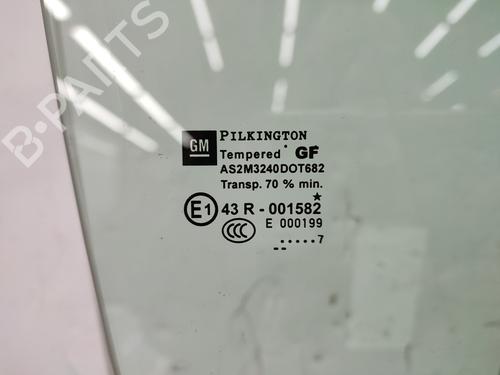 B-PARTS
GM PILKINGTON
Tempered GF
AS2M3240DOT682
Transp. 70 % min.
E1 43 R - 001582
CCC E 000199
.....7